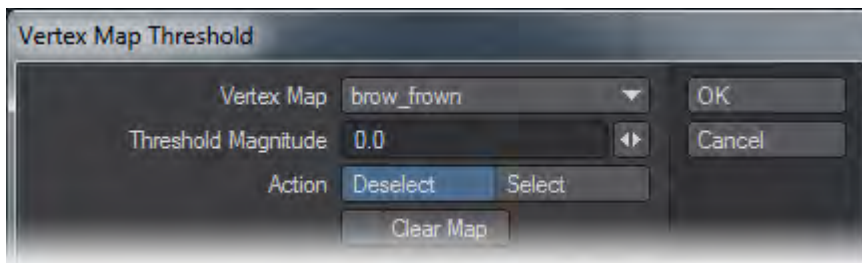 Vertex Map Threshold
Vertex Map brow_frown OK
Threshold Magnitude 0.0 Cancel
Action Deselect Select
Clear Map